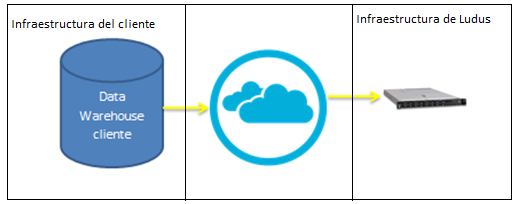 Infraestructura del cliente
Infraestructura de Ludus
Data
Warehouse
cliente